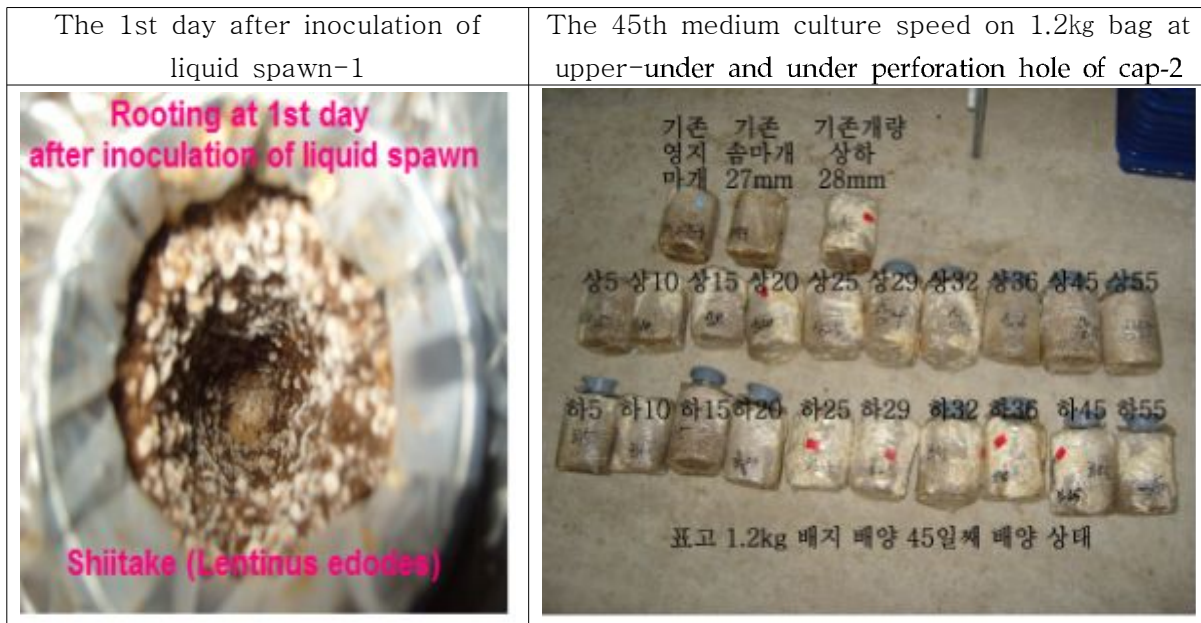 The 1st day after inoculation of
liquid spawn-1
The 45th medium culture speed on 1.2kg bag at
upper-under and under perforation hole of cap-2
Rooting at 1st day
after inoculation of liquid spawn
Shiitake (Lentinus edodes)
기존 기존 기존개량
영지 솜마개 상하
마개 27mm 28mm
상5 상10 상15 상20 상25 상29 상32 상36 상45 상55
하5 하10 하15 하20 하25 하29 하32 하36 하45 하55
표고 1.2kg 배지 배양 45일째 배양 상태